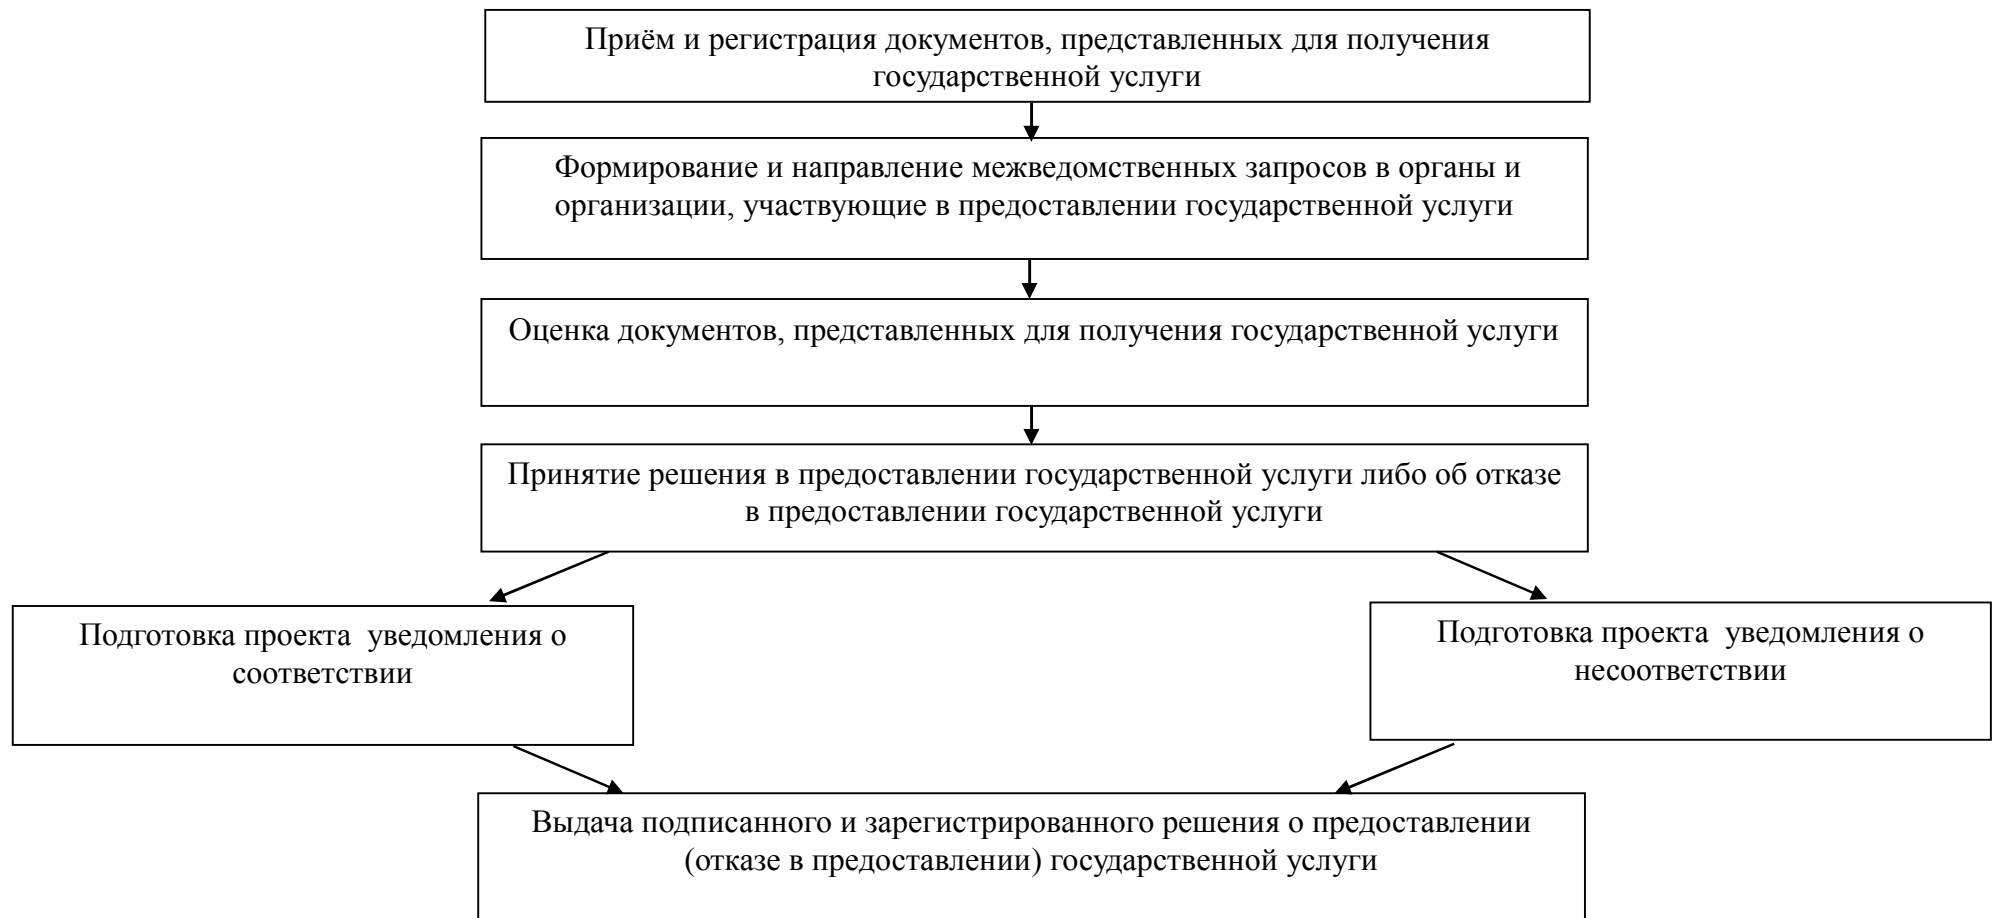 Приём и регистрация документов, представленных для получения
государственной услуги
Формирование и направление межведомственных запросов в органы и
организации, участвующие в предоставлении государственной услуги
Оценка документов, представленных для получения государственной услуги
Принятие решения в предоставлении государственной услуги либо об отказе
в предоставлении государственной услуги
Подготовка проекта  уведомления о
соответствии
Подготовка проекта  уведомления о
несоответствии
Выдача подписанного и зарегистрированного решения о предоставлении
(отказе в предоставлении) государственной услуги